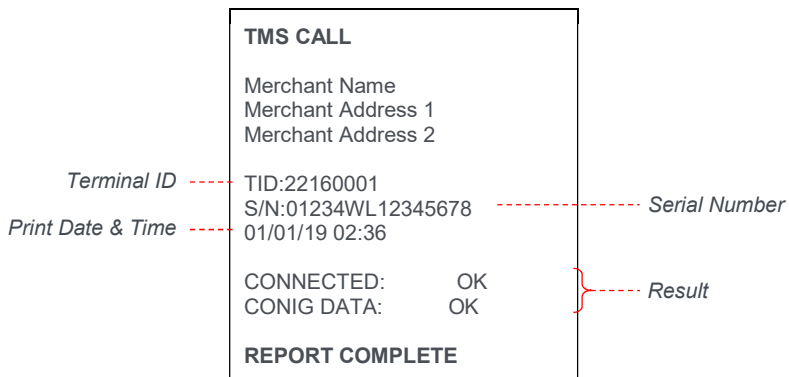 TMS CALL
Merchant Name
Merchant Address 1
Merchant Address 2
Terminal ID
TID:22160001
S/N:01234WL12345678
Serial Number
Print Date & Time
01/01/19 02:36
CONNECTED: OK
CONIG DATA: OK
Result
REPORT COMPLETE